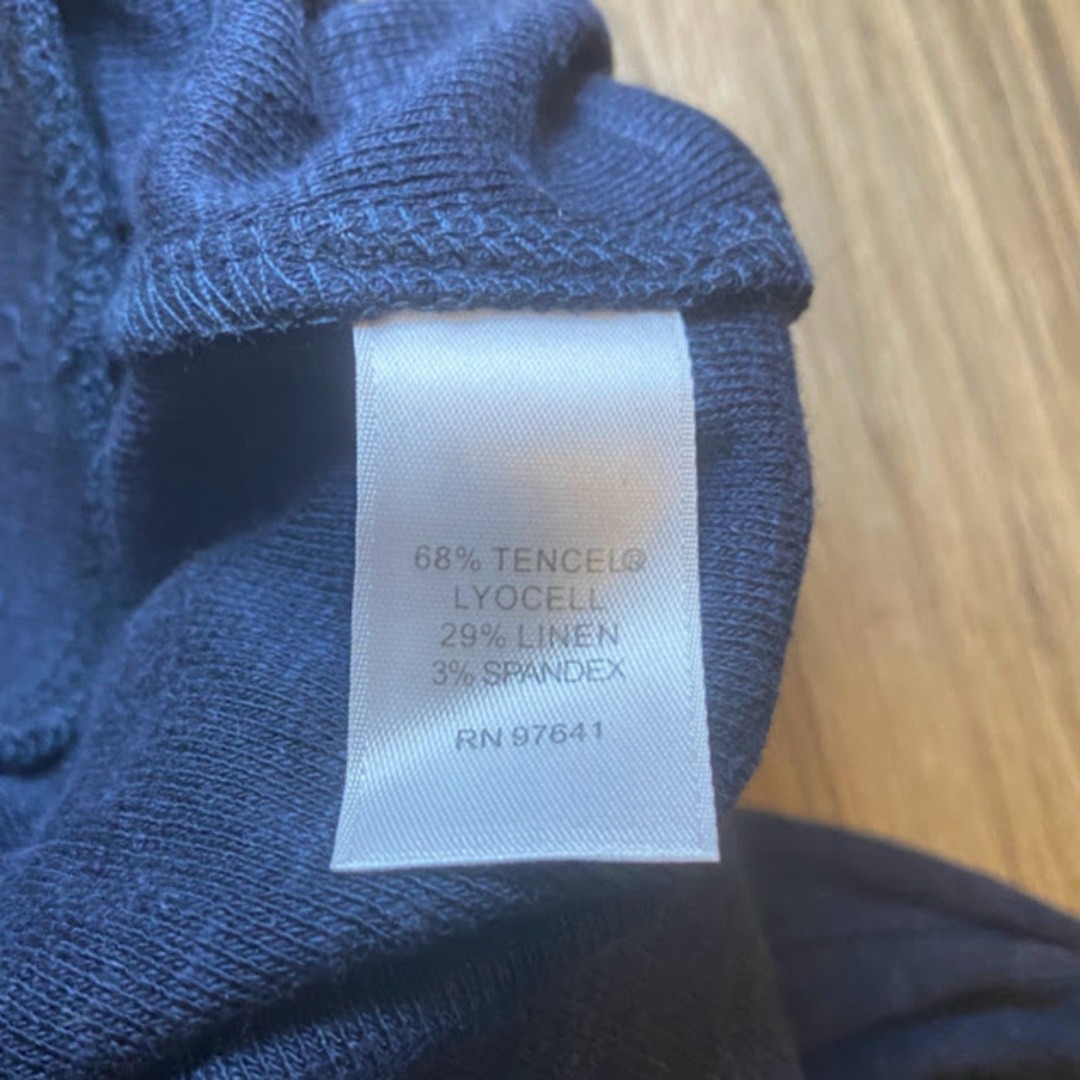 68% TENCEL®
LYOCELL
29% LINEN
3% SPANDEX
RN 97641